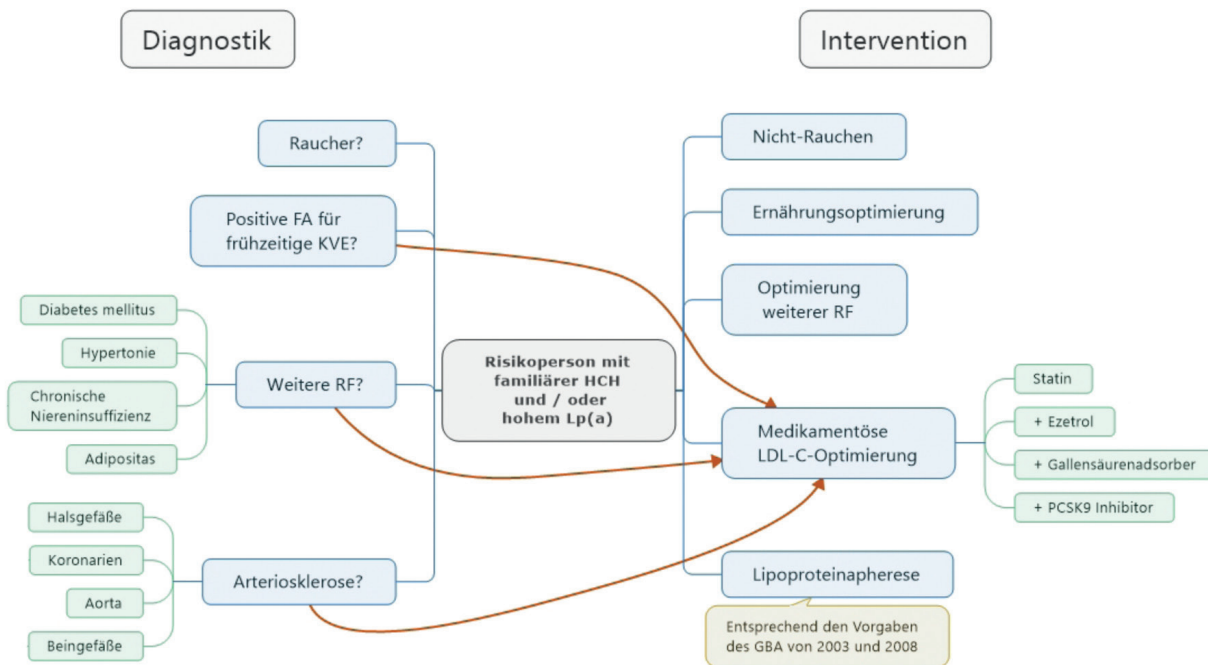 Diagnostik
Intervention
Raucher?
Positive FA für
frühzeitige KVE?
Diabetes mellitus
Hypertonie
Chronische
Niereninsuffizienz
Adipositas
Weitere RF?
Halsgefäße
Koronarien
Aorta
Beingefäße
Arteriosklerose?
Risikoperson mit
familiärer HCH
und / oder
hohem Lp(a)
Nicht-Rauchen
Ernährungsoptimierung
Optimierung
weiterer RF
Medikamentöse
LDL-C-Optimierung
Statin
+ Ezetrol
+ Gallensäurenadsorber
+ PCSK9 Inhibitor
Lipoproteinapherese
Entsprechend den Vorgaben
des GBA von 2003 und 2008